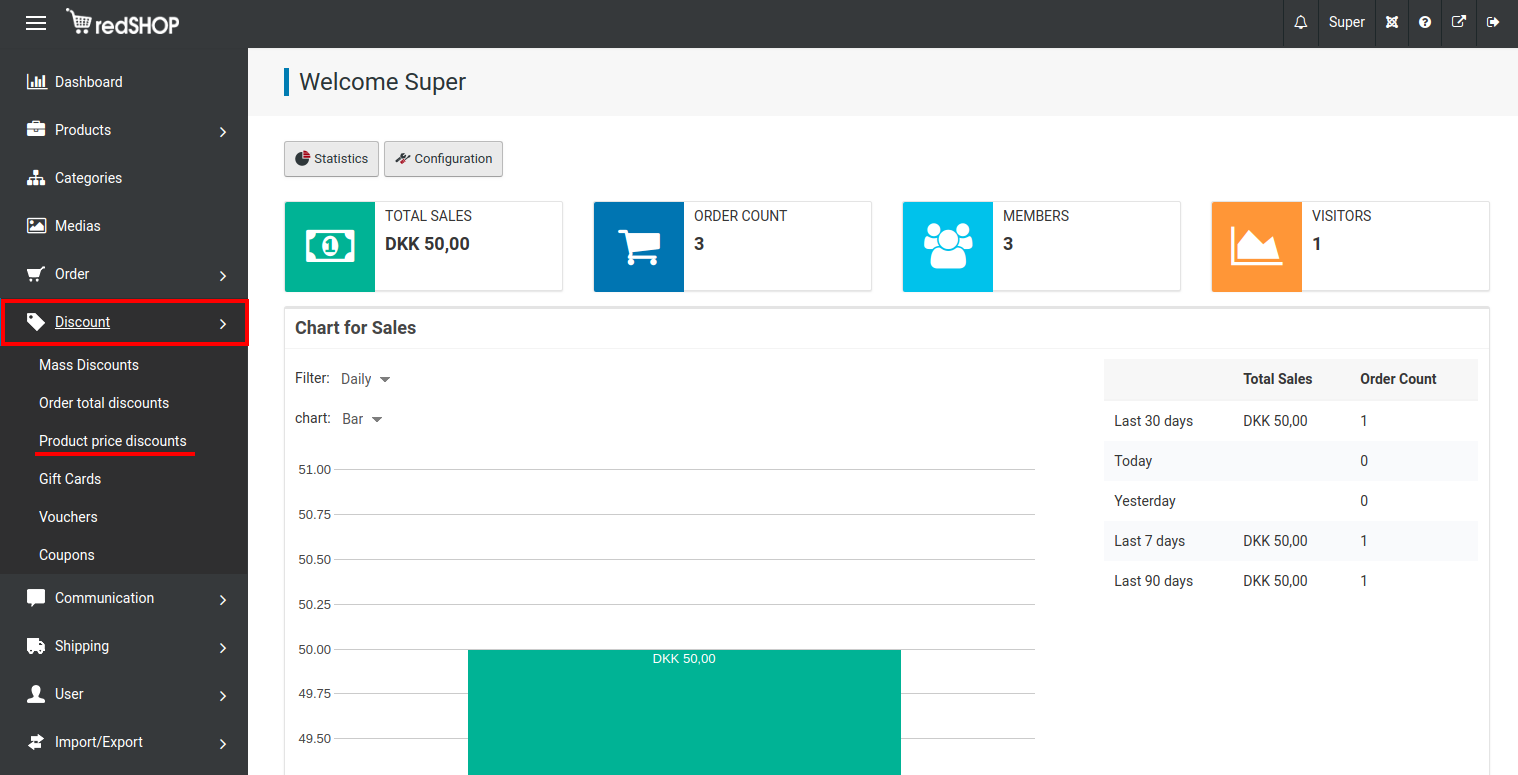 redSHOP
Super
Dashboard
Products
Categories
Medias
Order
Discount
Mass Discounts
Order total discounts
Product price discounts
Gift Cards
Vouchers
Coupons
Communication
Shipping
User
Import/Export
Welcome Super
Statistics
Configuration
TOTAL SALES
DKK 50,00
ORDER COUNT
3
MEMBERS
3
VISITORS
1
Chart for Sales
Filter: Daily
chart: Bar
51.00
50.75
50.50
50.25
50.00
49.75
49.50
DKK 50,00
Total Sales Order Count
Last 30 days DKK 50,00 1
Today 0
Yesterday 0
Last 7 days DKK 50,00 1
Last 90 days DKK 50,00 1